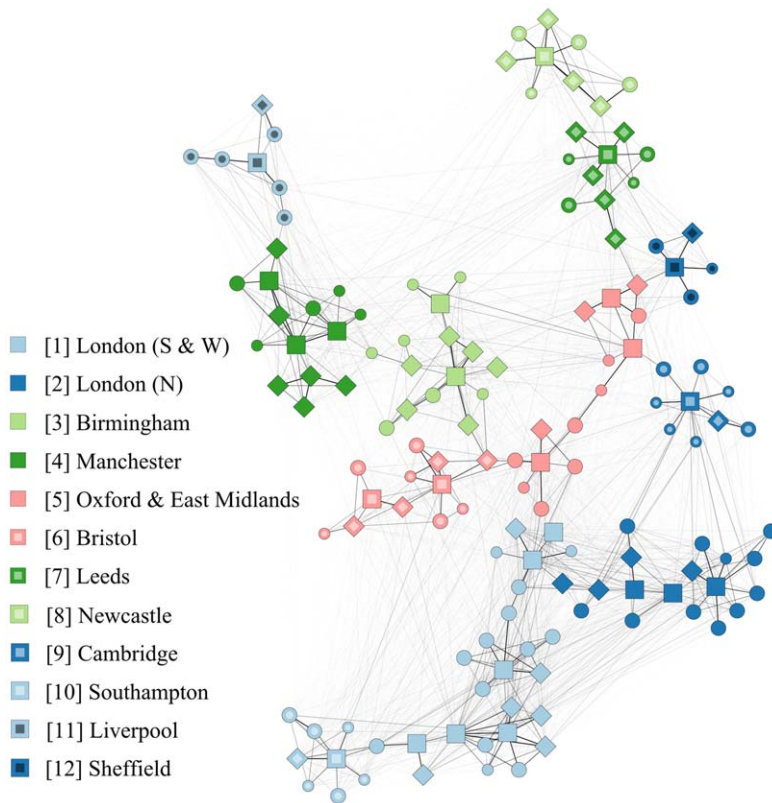 [1] London (S & W)
[2] London (N)
[3] Birmingham
[4] Manchester
[5] Oxford & East Midlands
[6] Bristol
[7] Leeds
[8] Newcastle
[9] Cambridge
[10] Southampton
[11] Liverpool
[12] Sheffield